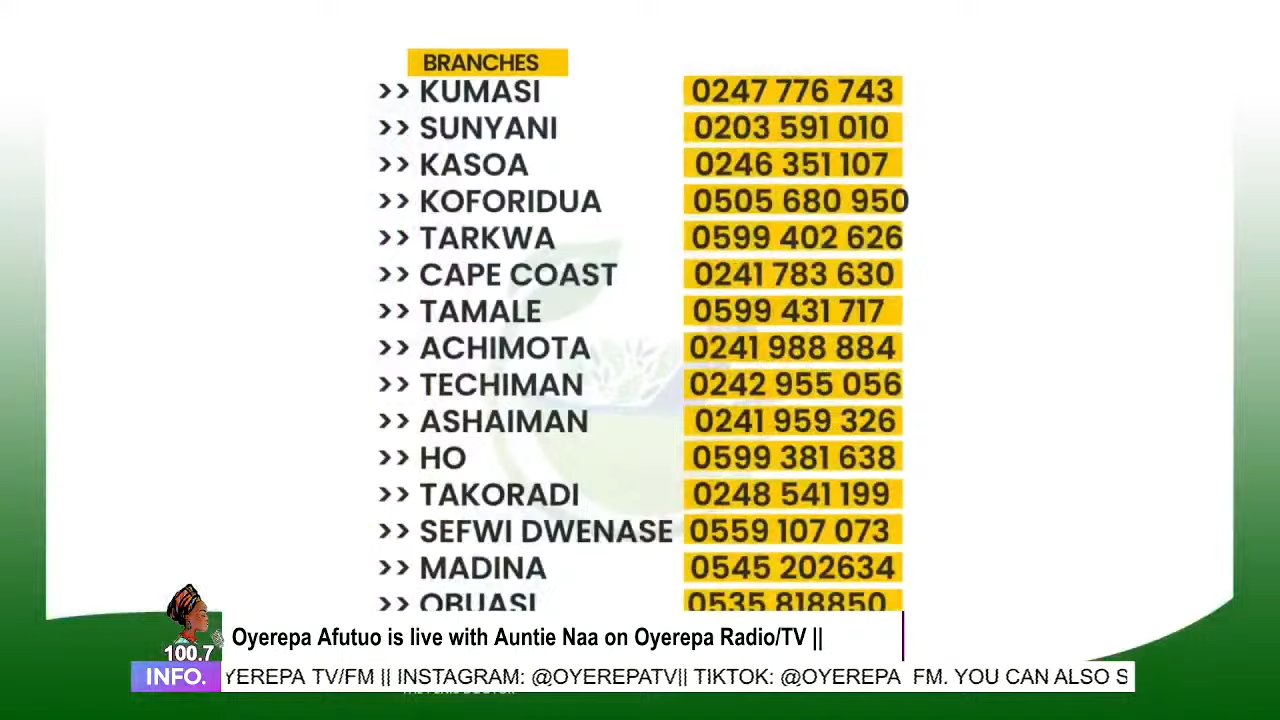 BRANCHES
>> KUMASI 0247 776 743
>> SUNYANI 0203 591 010
>> KASOA 0246 351 107
>> KOFORIDUA 0505 680 950
>> TARKWA 0599 402 626
>> CAPE COAST 0241 783 630
>> TAMALE 0599 431 717
>> ACHIMOTA 0241 988 884
>> TECHIMAN 0242 955 056
>> ASHAIMAN 0241 959 326
>> HO 0599 381 638
>> TAKORADI 0248 541 199
>> SEFWI DWENASE 0559 107 073
>> MADINA 0545 202634
>> OBUASI 0535 818850
Oyerepa Afutuo is live with Auntie Naa on Oyerepa Radio/TV ||
100.7
INFO. YEREPA TV/FM || INSTAGRAM: @OYEREPATV|| TIKTOK: @OYEREPA FM. YOU CAN ALSO S